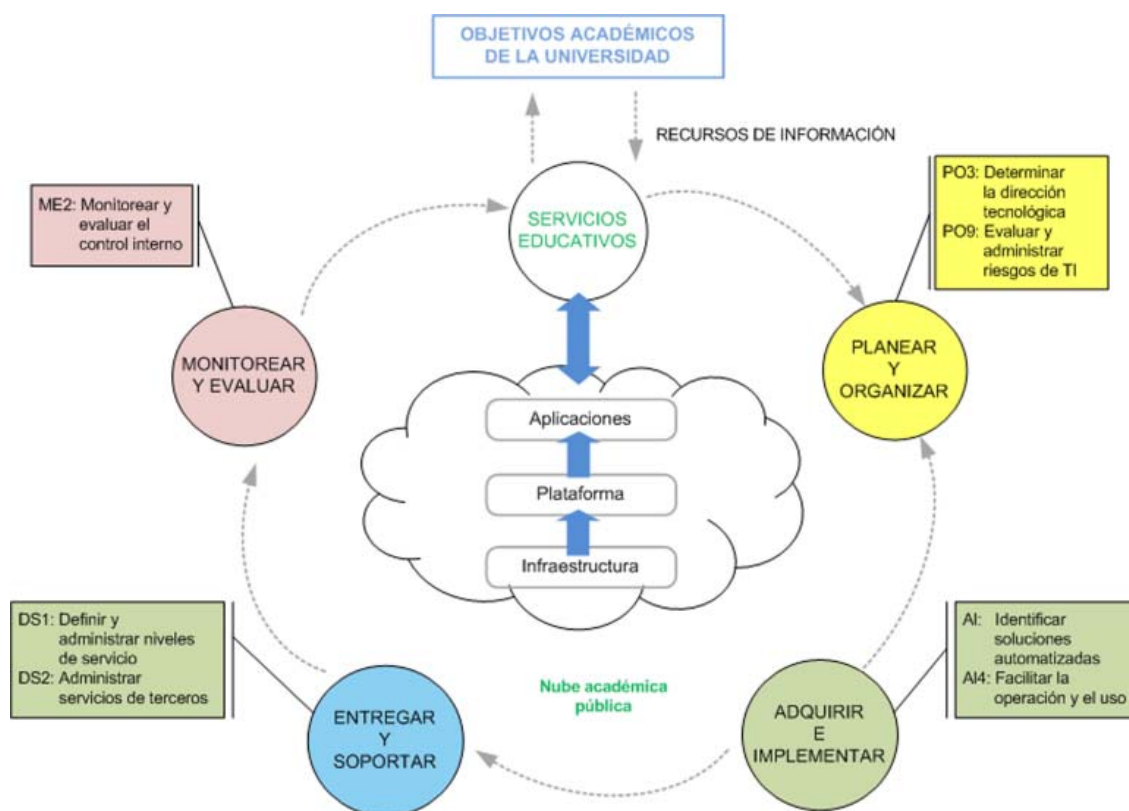 OBJETIVOS ACADÉMICOS
DE LA UNIVERSIDAD
RECURSOS DE INFORMACIÓN
ME2: Monitorear y
evaluar el
control interno
SERVICIOS
EDUCATIVOS
PO3: Determinar
la dirección
tecnológica
PO9: Evaluar y
administrar
riesgos de TI
MONITOREAR
Y EVALUAR
PLANEAR
Y
ORGANIZAR
Aplicaciones
Plataforma
Infraestructura
DS1: Definir y
administrar niveles
de servicio
DS2: Administrar
servicios de terceros
AI: Identificar
soluciones
automatizadas
AI4: Facilitar la
operación y el uso
Nube académica
pública
ENTREGAR
Y
SOPORTAR
ADQUIRIR
E
IMPLEMENTAR